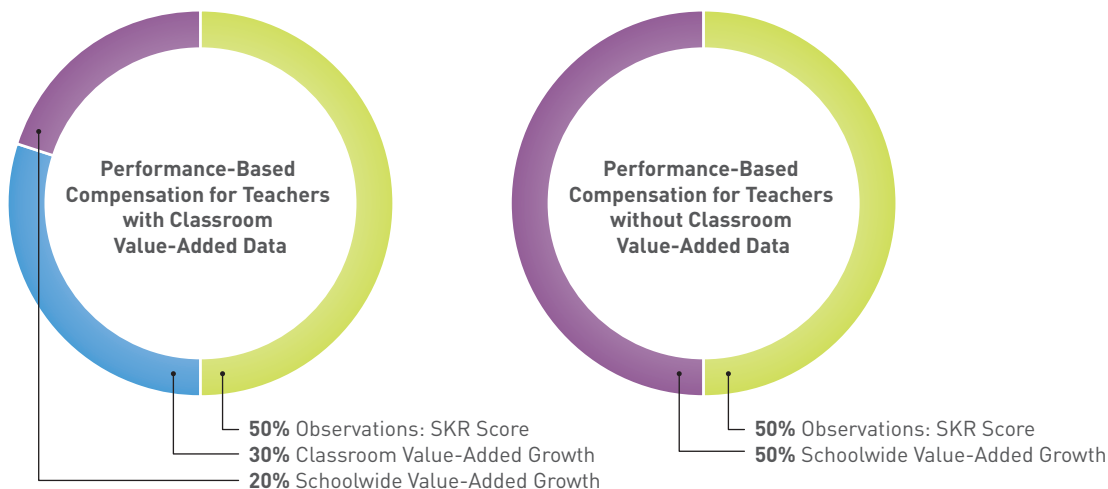 Performance-Based
Compensation for Teachers
with Classroom
Value-Added Data
50% Observations: SKR Score
30% Classroom Value-Added Growth
20% Schoolwide Value-Added Growth
Performance-Based
Compensation for Teachers
without Classroom
Value-Added Data
50% Observations: SKR Score
50% Schoolwide Value-Added Growth